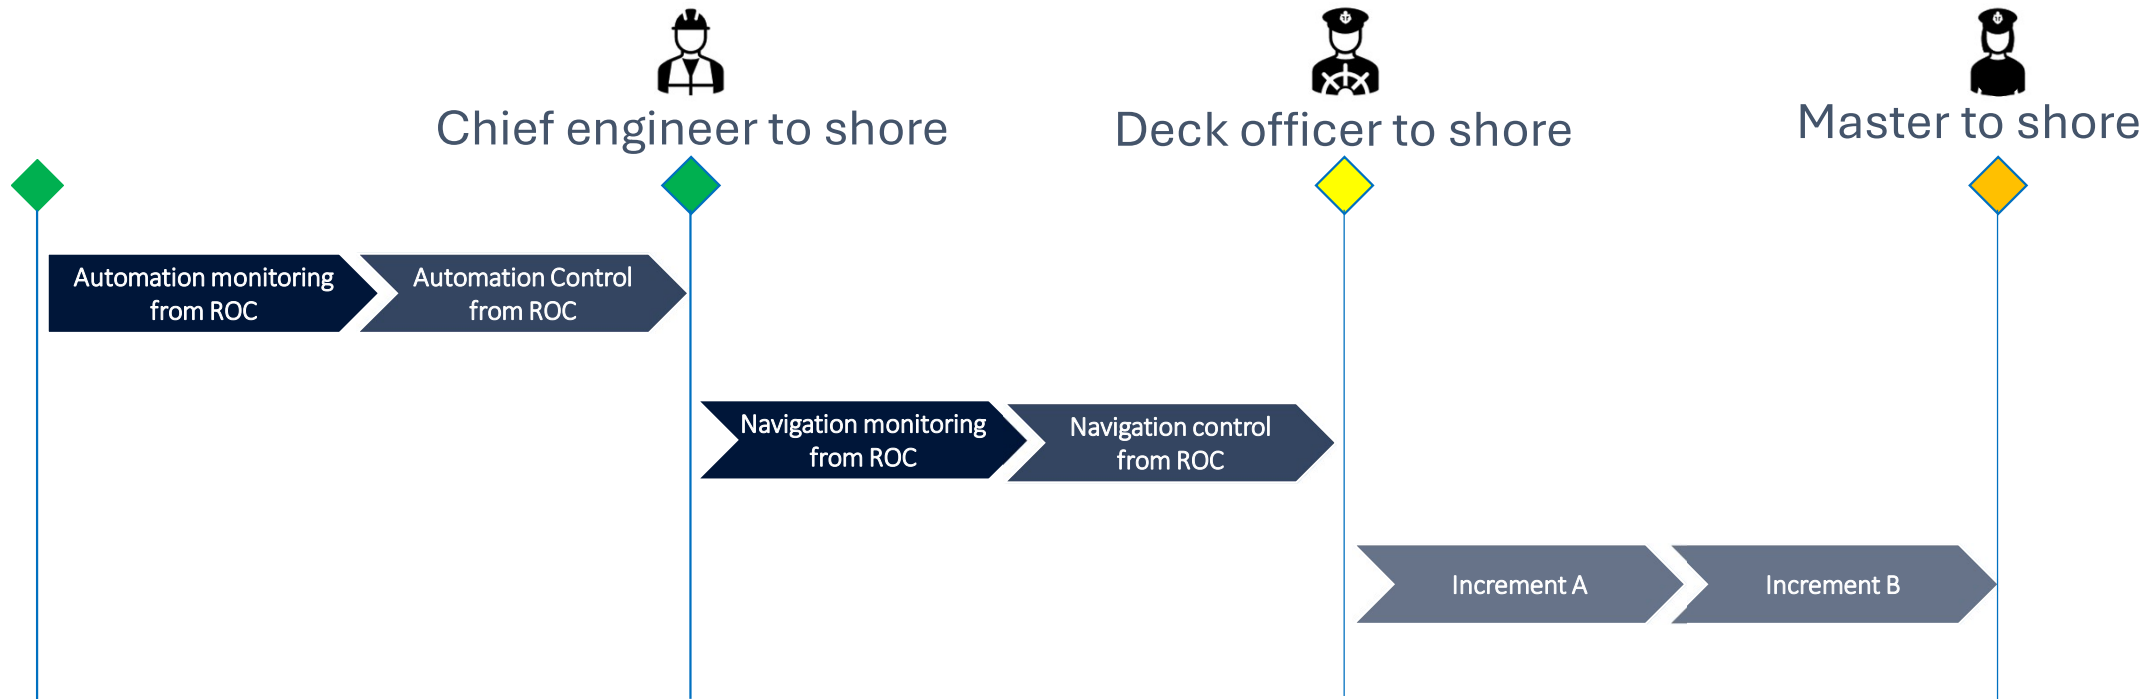 Chief engineer to shore
Deck officer to shore
Master to shore
Automation monitoring
from ROC
Automation Control
from ROC
Navigation monitoring
from ROC
Navigation control
from ROC
Increment A
Increment B